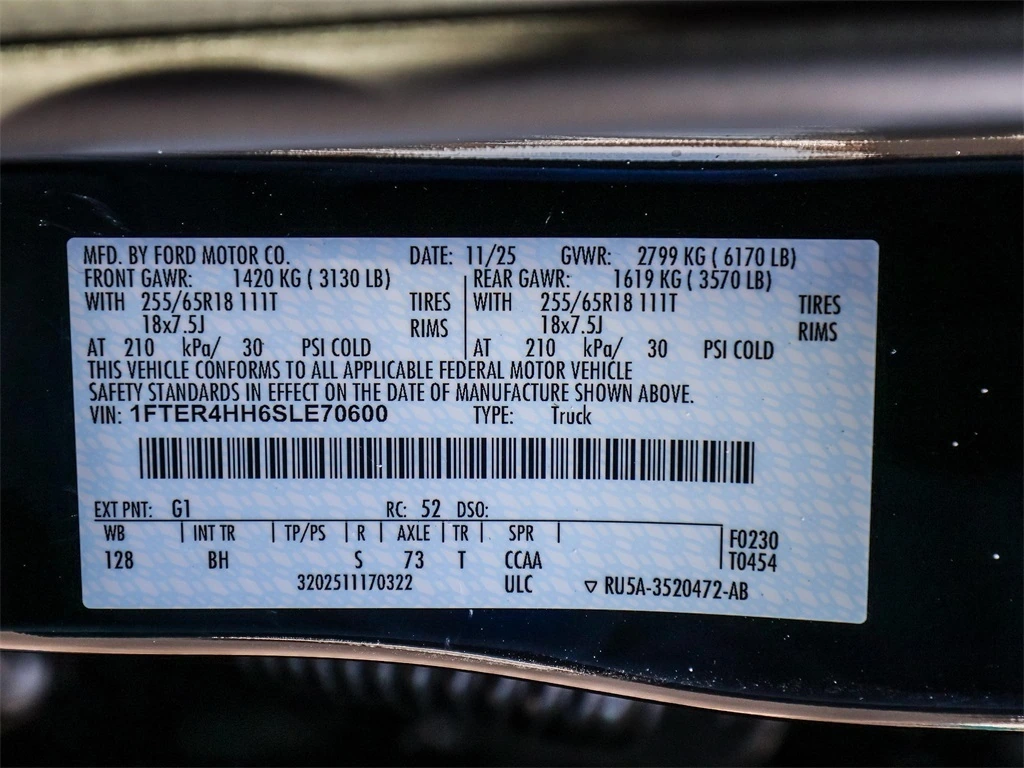 MFD. BY FORD MOTOR CO. DATE: 11/25 GVWR: 2799 KG ( 6170 LB)
FRONT GAWR: 1420 KG ( 3130 LB) REAR GAWR: 1619 KG ( 3570 LB)
WITH 255/65R18 111T TIRES WITH 255/65R18 111T TIRES
18x7.5J RIMS 18x7.5J RIMS
AT 210 kPa/ 30 PSI COLD AT 210 kPa/ 30 PSI COLD
THIS VEHICLE CONFORMS TO ALL APPLICABLE FEDERAL MOTOR VEHICLE
SAFETY STANDARDS IN EFFECT ON THE DATE OF MANUFACTURE SHOWN ABOVE.
VIN: 1FTER4HH6SLE70600 TYPE: Truck
EXT PNT: G1 RC: 52 DSO:
WB INT TR TP/PS R AXLE TR SPR F0230
128 BH S 73 T CCAA T0454
3202511170322 ULC ▽ RU5A-3520472-AB